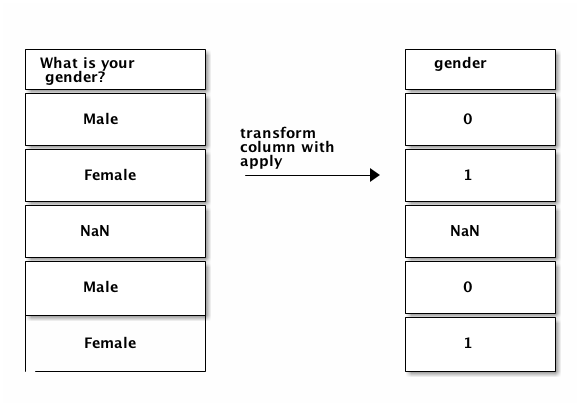 What is your
gender?
Male
Female
NaN
Male
Female
transform
column with
apply
gender
0
1
NaN
0
1